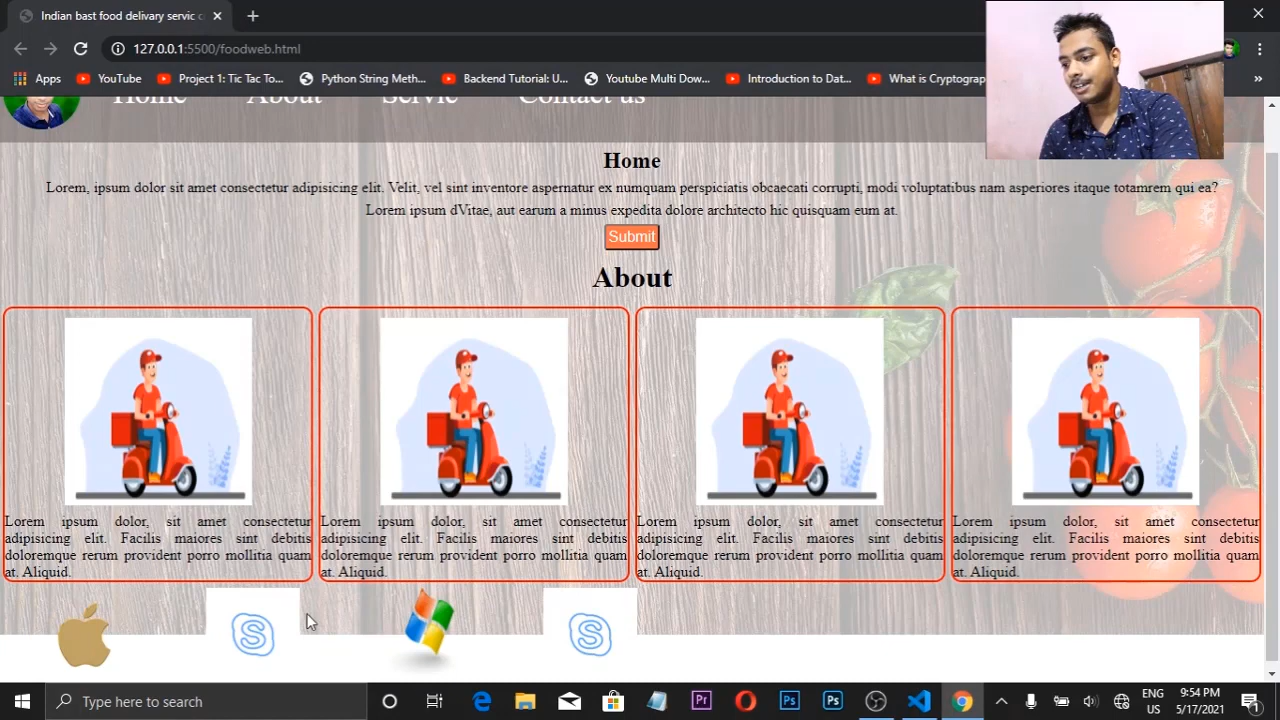 Indian bast food delivary servic c
127.0.0.1:5500/foodweb.html
Apps YouTube Project 1: Tic Tac To... Python String Meth... Backend Tutorial: U... Youtube Multi Dow... Introduction to Dat... What is Cryptograp »
Home About Servic Contact us
Home
Lorem, ipsum dolor sit amet consectetur adipisicing elit. Velit, vel sint inventore aspernatur ex numquam perspiciatis obcaecati corrupti, modi voluptatibus nam asperiores itaque totamrem qui ea?
Lorem ipsum dVitae, aut earum a minus expedita dolore architecto hic quisquam eum at.
Submit
About
Lorem ipsum dolor, sit amet consectetur
adipisicing elit. Facilis maiores sint debitis
doloremque rerum provident porro mollitia quam
at. Aliquid.
Lorem ipsum dolor, sit amet consectetur
adipisicing elit. Facilis maiores sint debitis
doloremque rerum provident porro mollitia quam
at. Aliquid.
Lorem ipsum dolor, sit amet consectetur
adipisicing elit. Facilis maiores sint debitis
doloremque rerum provident porro mollitia quam
at. Aliquid.
Lorem ipsum dolor, sit amet consectetur
adipisicing elit. Facilis maiores sint debitis
doloremque rerum provident porro mollitia quam
at. Aliquid.
S
S
Type here to search
Pr
Ps
Ps
ENG
US
9:54 PM
5/17/2021
1